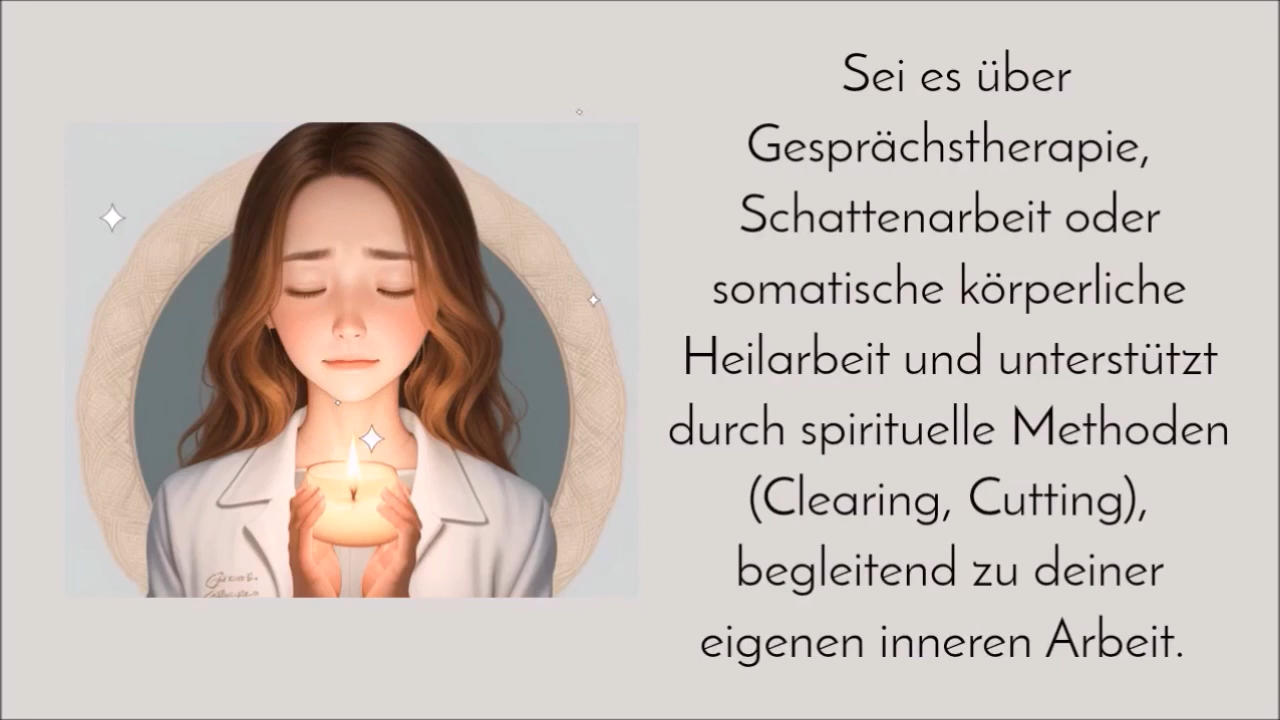 Sei es über
Gesprächstherapie,
Schattenarbeit oder
somatische körperliche
Heilarbeit und unterstützt
durch spirituelle Methoden
(Clearing, Cutting),
begleitend zu deiner
eigenen inneren Arbeit.